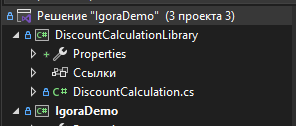 Решение "IgoraDemo" (3 проекта 3)
DiscountCalculationLibrary
Properties
Ссылки
C# DiscountCalculation.cs
IgoraDemo